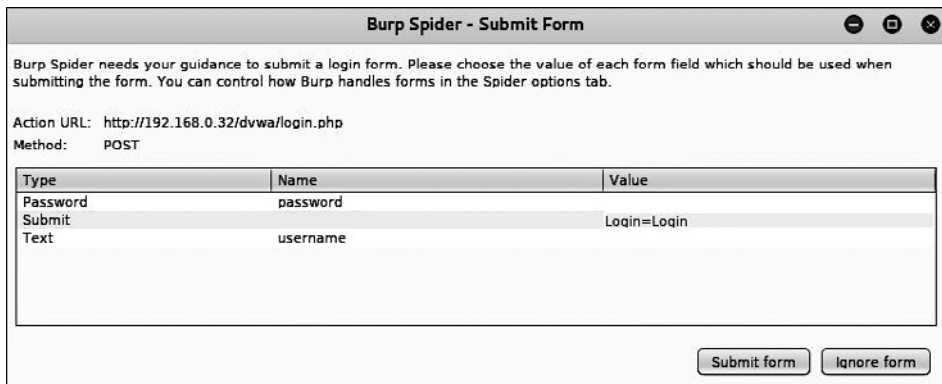 Burp Spider - Submit Form
Burp Spider needs your guidance to submit a login form. Please choose the value of each form field which should be used when
submitting the form. You can control how Burp handles forms in the Spider options tab.
Action URL: http://192.168.0.32/dvwa/login.php
Method: POST
Type Name Value
Password password
Submit Login=Login
Text username
Submit form Ignore form